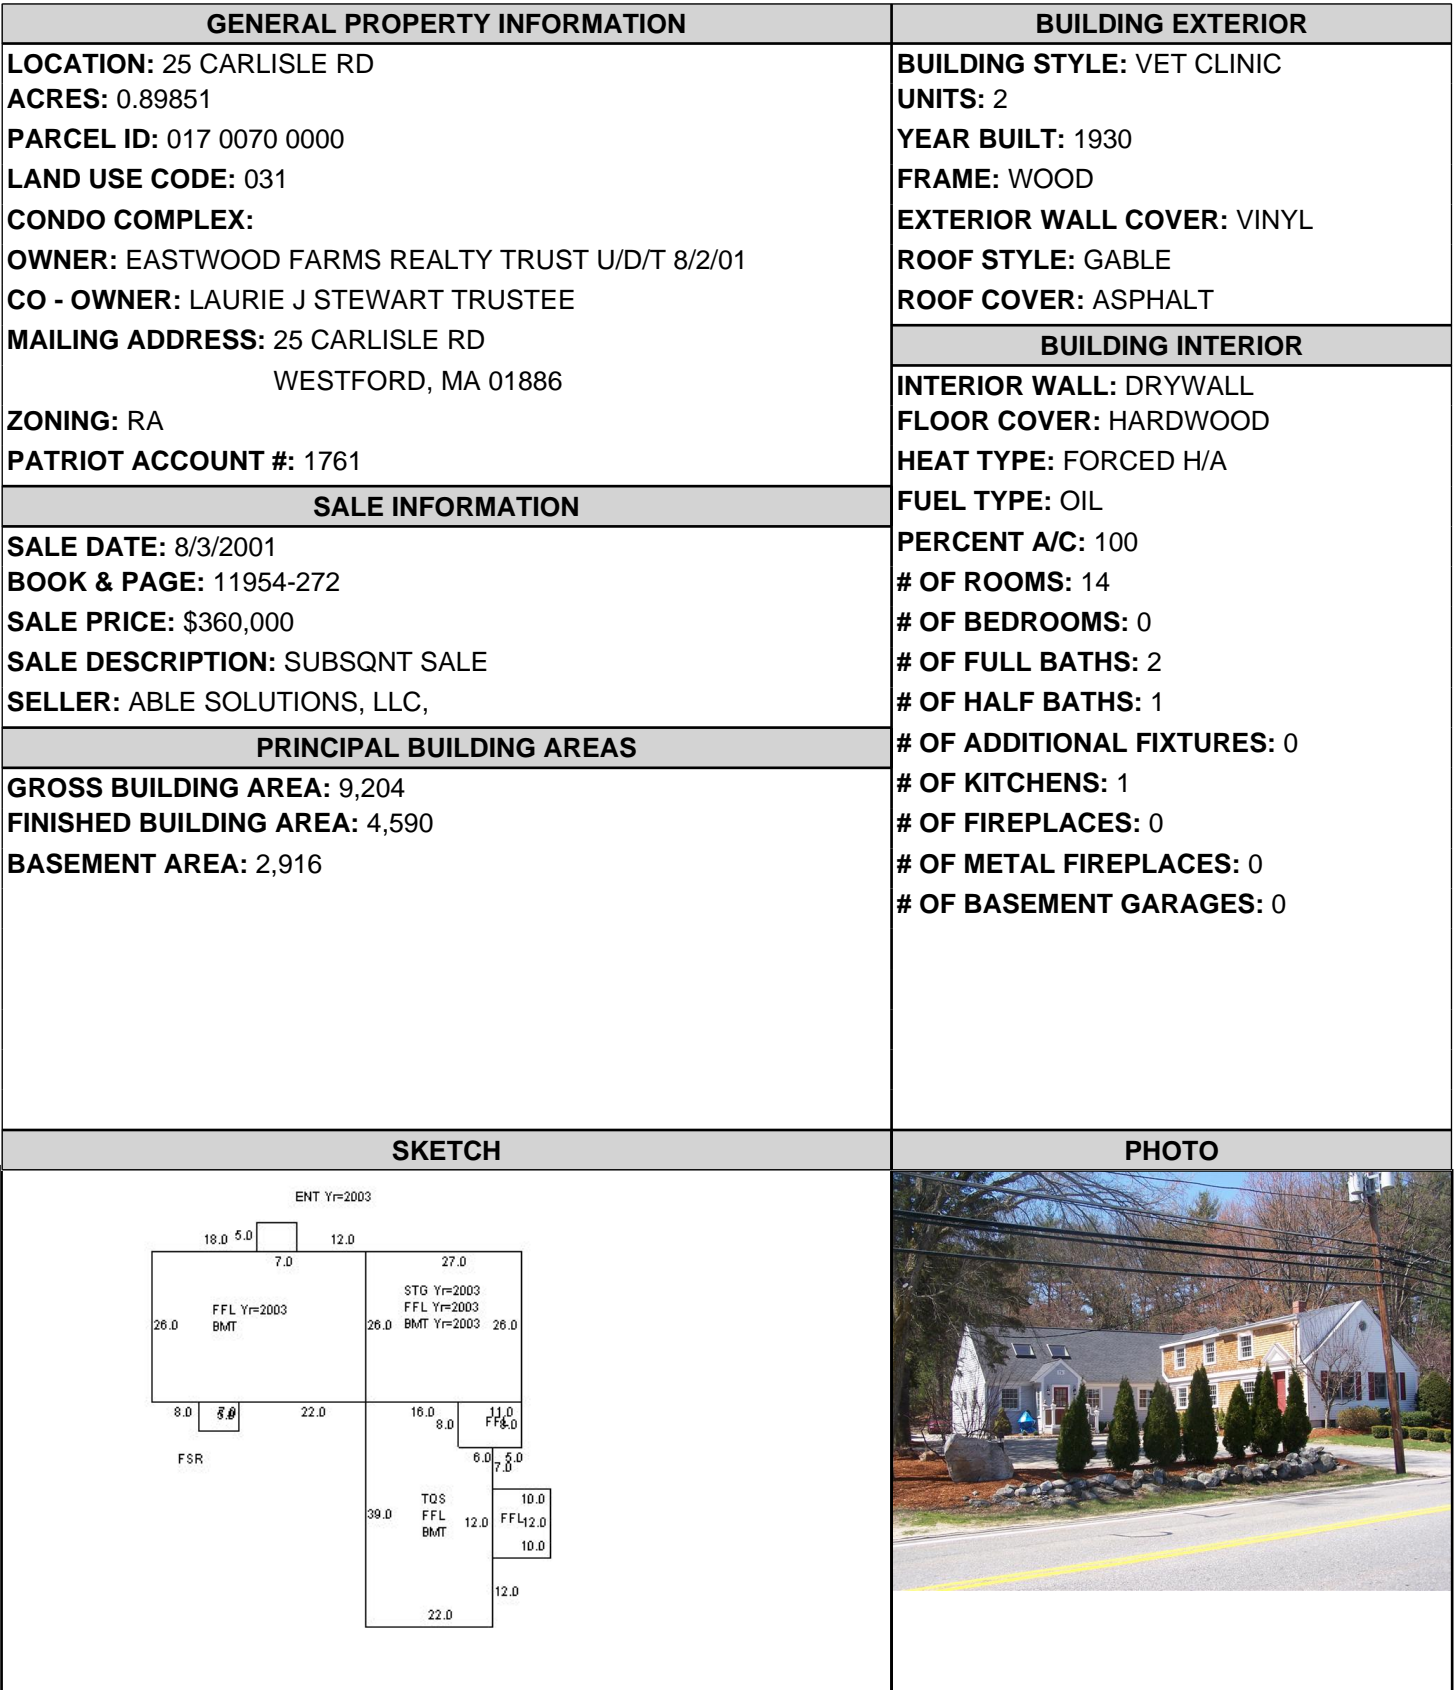 GENERAL PROPERTY INFORMATION
LOCATION: 25 CARLISLE RD
ACRES: 0.89851
PARCEL ID: 017 0070 0000
LAND USE CODE: 031
CONDO COMPLEX:
OWNER: EASTWOOD FARMS REALTY TRUST U/D/T 8/2/01
CO - OWNER: LAURIE J STEWART TRUSTEE
MAILING ADDRESS: 25 CARLISLE RD
WESTFORD, MA 01886
ZONING: RA
PATRIOT ACCOUNT #: 1761
SALE INFORMATION
SALE DATE: 8/3/2001
BOOK & PAGE: 11954-272
SALE PRICE: $360,000
SALE DESCRIPTION: SUBSQNT SALE
SELLER: ABLE SOLUTIONS, LLC,
PRINCIPAL BUILDING AREAS
GROSS BUILDING AREA: 9,204
FINISHED BUILDING AREA: 4,590
BASEMENT AREA: 2,916
BUILDING EXTERIOR
BUILDING STYLE: VET CLINIC
UNITS: 2
YEAR BUILT: 1930
FRAME: WOOD
EXTERIOR WALL COVER: VINYL
ROOF STYLE: GABLE
ROOF COVER: ASPHALT
BUILDING INTERIOR
INTERIOR WALL: DRYWALL
FLOOR COVER: HARDWOOD
HEAT TYPE: FORCED H/A
FUEL TYPE: OIL
PERCENT A/C: 100
# OF ROOMS: 14
# OF BEDROOMS: 0
# OF FULL BATHS: 2
# OF HALF BATHS: 1
# OF ADDITIONAL FIXTURES: 0
# OF KITCHENS: 1
# OF FIREPLACES: 0
# OF METAL FIREPLACES: 0
# OF BASEMENT GARAGES: 0
SKETCH
ENT Yr=2003
18.0 5.0 12.0
7.0 27.0
STG Yr=2003
FFL Yr=2003 FFL Yr=2003
26.0 BMT 26.0 BMT Yr=2003 26.0
8.0 22.0 16.0 11.0
8.0 8.0
FSR 6.0 5.0
7.0
TQS 10.0
39.0 FFL 12.0 FFL 12.0
BMT
10.0
12.0
22.0
PHOTO